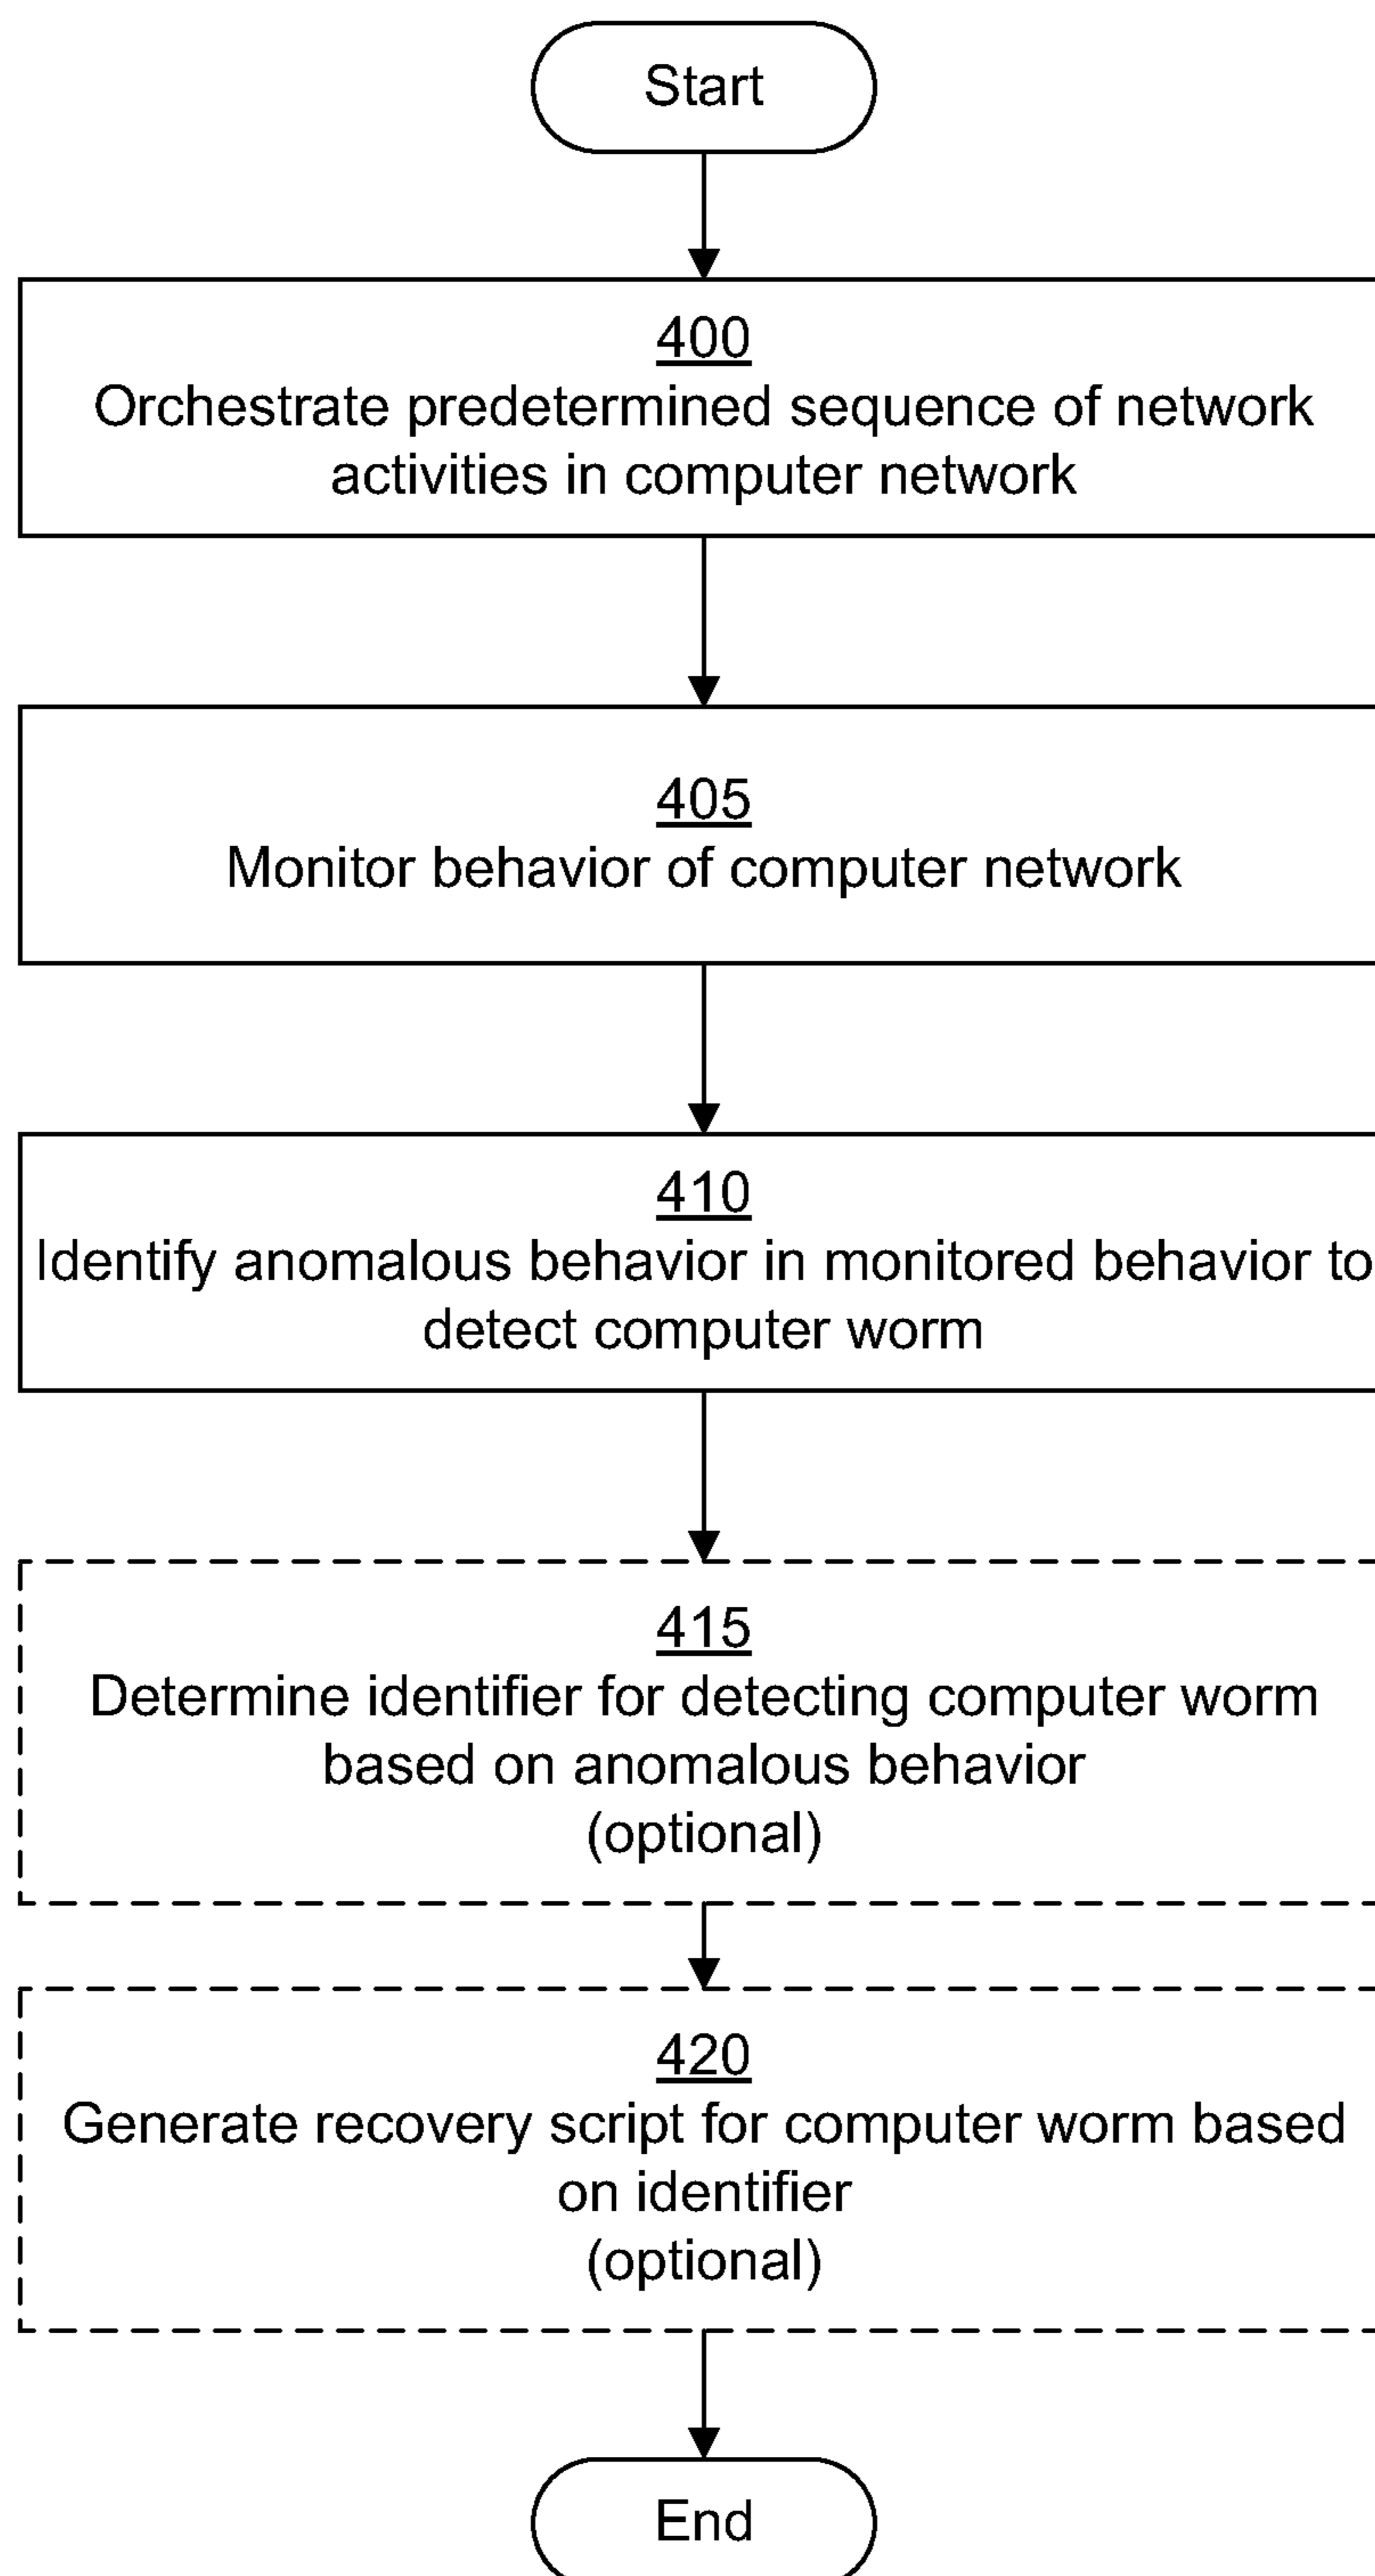 Start
400
Orchestrate predetermined sequence of network
activities in computer network
405
Monitor behavior of computer network
410
Identify anomalous behavior in monitored behavior to
detect computer worm
415
Determine identifier for detecting computer worm
based on anomalous behavior
(optional)
420
Generate recovery script for computer worm based
on identifier
(optional)
End